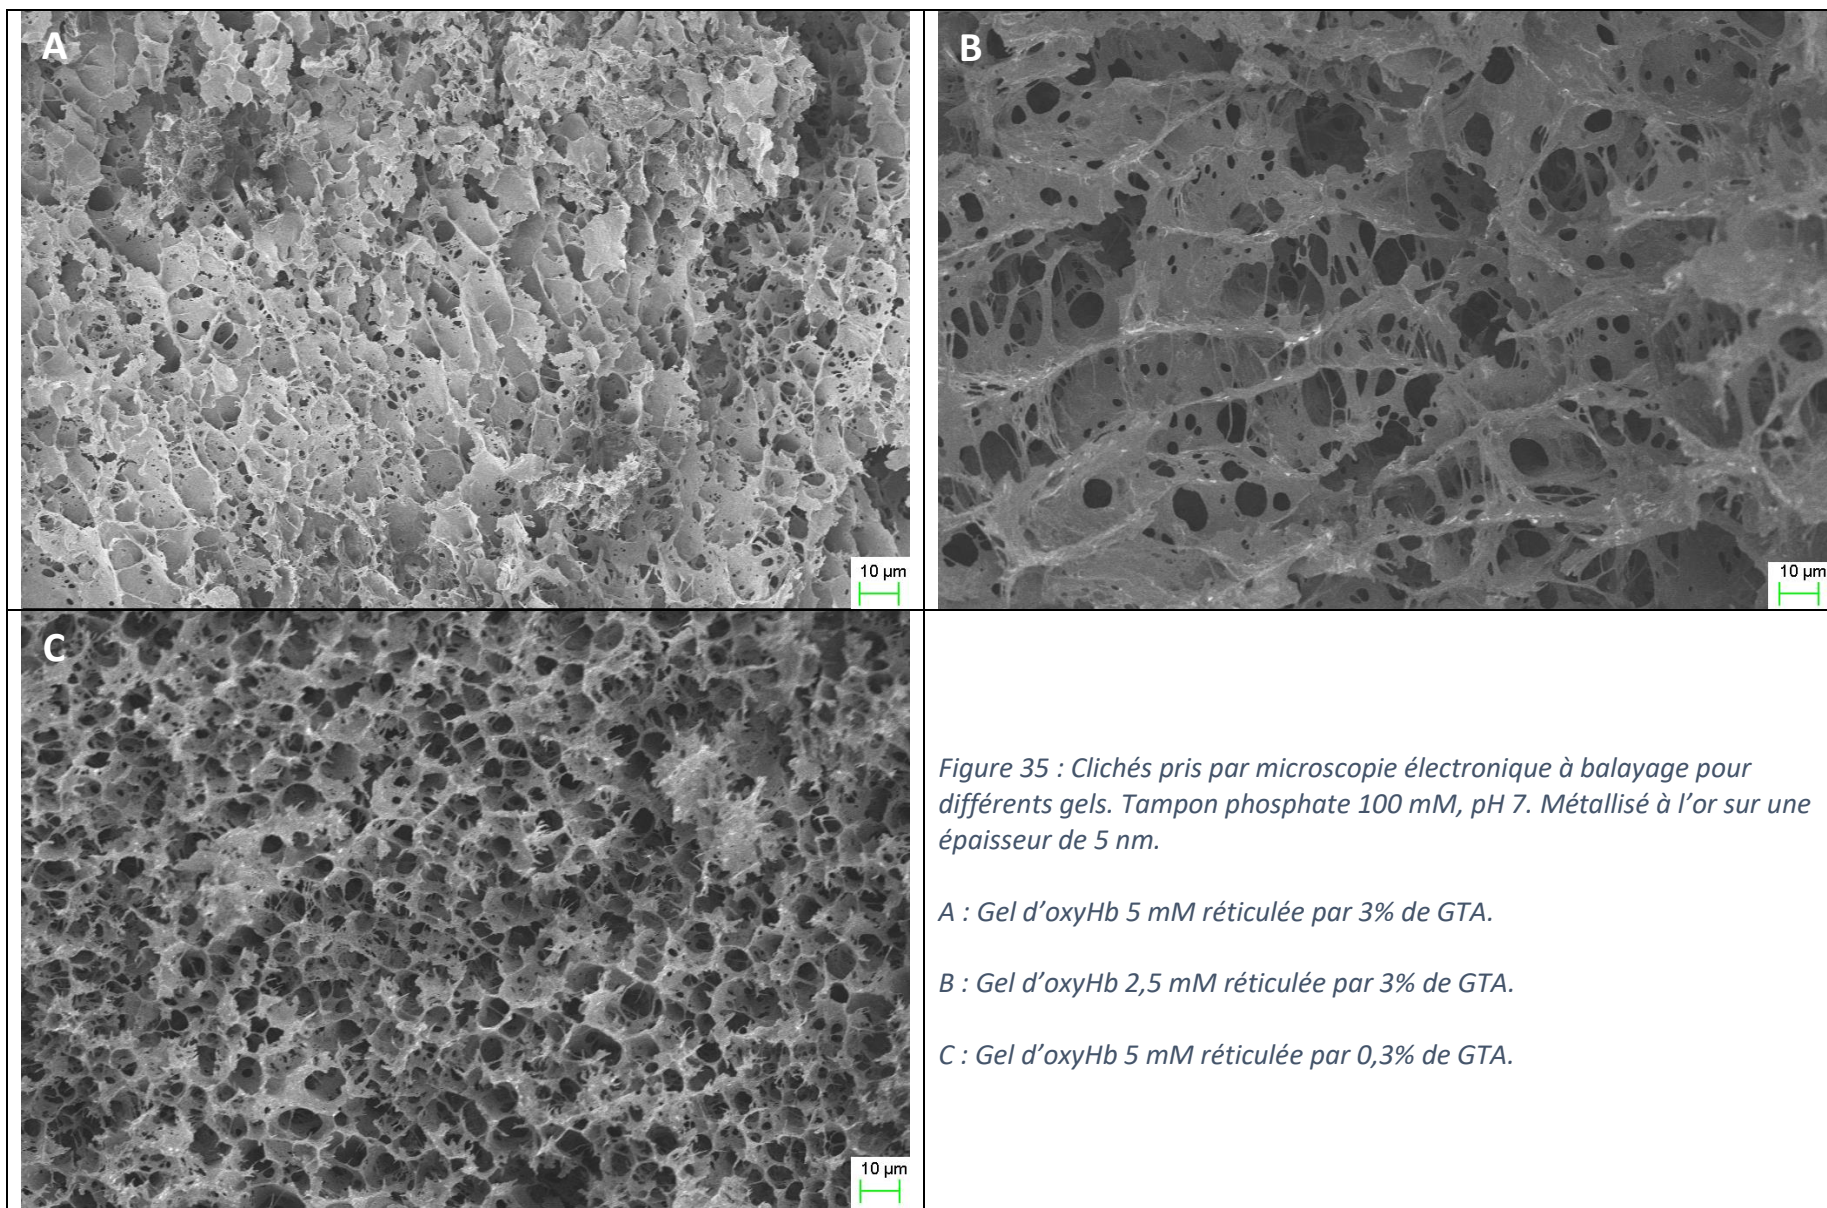 A
B
10 µm
10 µm
C
Figure 35 : Clichés pris par microscopie électronique à balayage pour
différents gels. Tampon phosphate 100 mM, pH 7. Métallisé à l’or sur une
épaisseur de 5 nm.
A : Gel d’oxyHb 5 mM réticulée par 3% de GTA.
B : Gel d’oxyHb 2,5 mM réticulée par 3% de GTA.
C : Gel d’oxyHb 5 mM réticulée par 0,3% de GTA.
10 µm